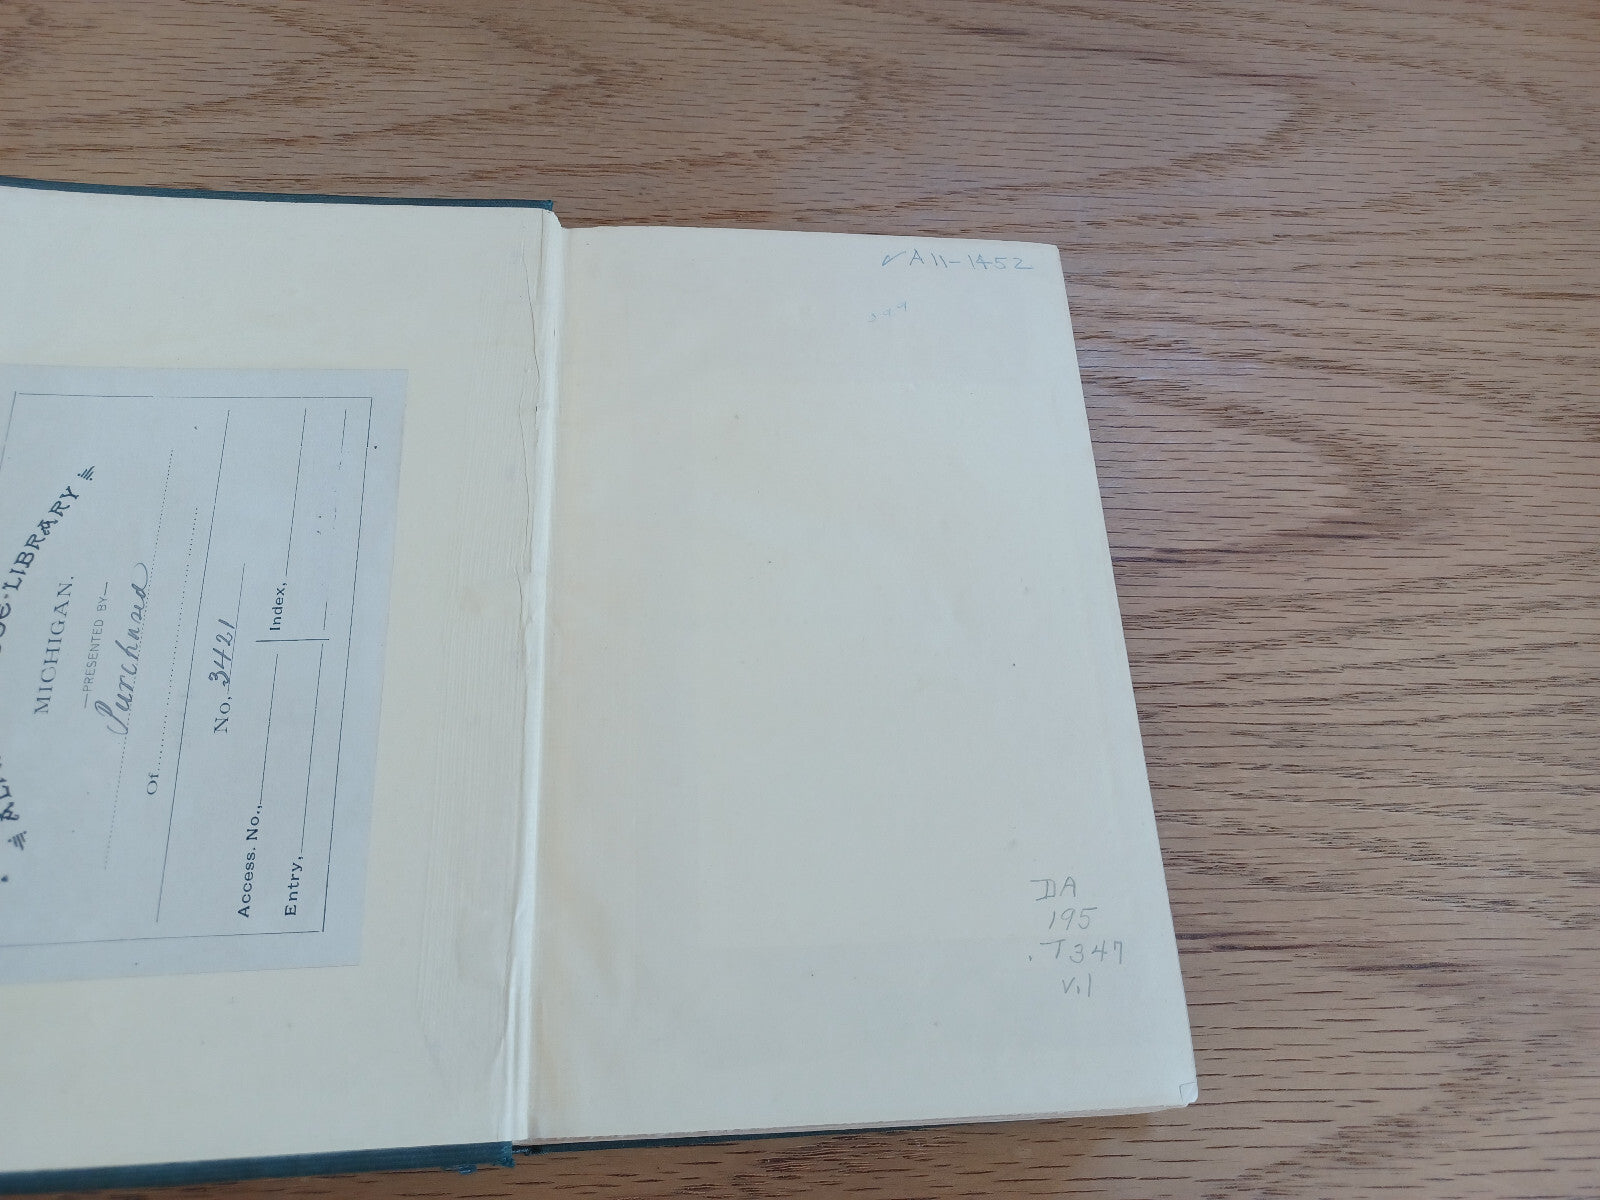 LIBRARY
MICHIGAN.
—PRESENTED BY—
Purchased
Of
No. 3421
Access. No.,
Index,
Entry,
✓ A11-1452
DA
195
.T347
v.1